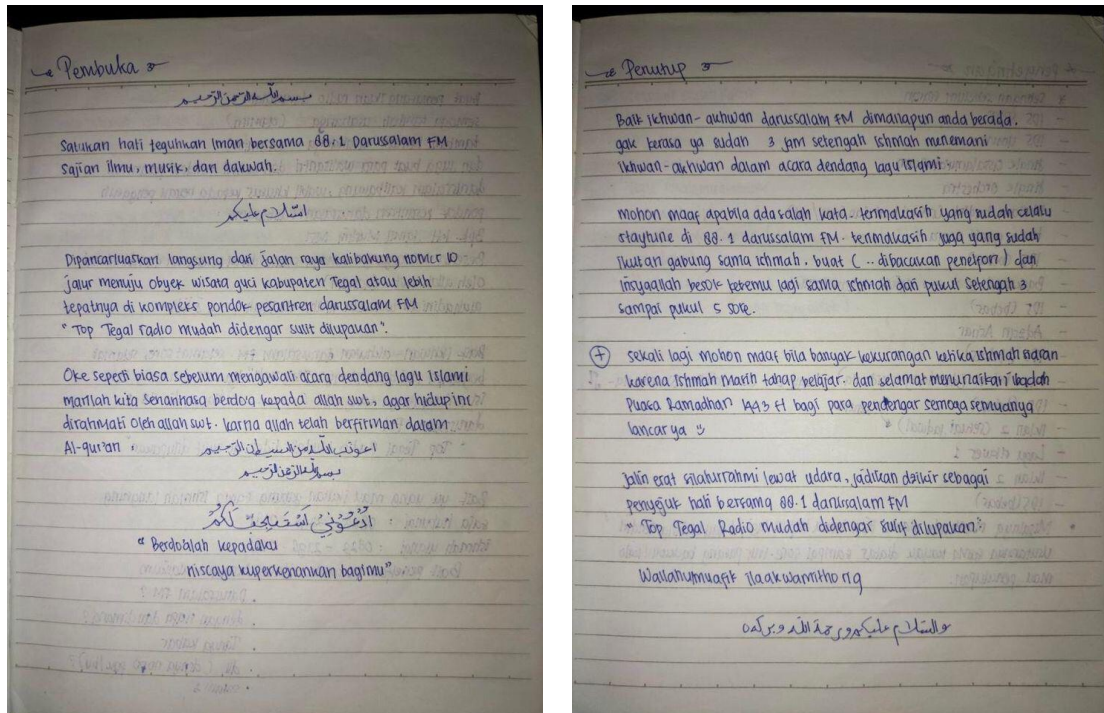 Pembuka
بسم الله الرحمن الرحيم
Satukan hati teguhkan Iman bersama 88.1 Darussalam FM
Sajian Ilmu, musik, dan dakwah.
السلام عليكم
Dipancarluaskan langsung dari jalan raya kalibakung nomer 10
jalur menuju obyek wisata guci kabupaten Tegal atau lebih
tepatnya di kompleks pondok pesantren darussalam FM
" Top Tegal radio mudah didengar sulit dilupakan".
Oke seperti biasa sebelum mengawali acara dendang lagu Islami
marilah kita senantiasa berdoa kepada allah swt, agar hidup ini
dirahmati oleh allah swt. karna allah telah berfirman dalam
Al-qur'an : اعوذ بالله من الشيطان الرجيم
بسم الله الرحمن الرحيم
ادْعُوْنِيْ اَسْتَجِبْ لَكُمْ
" Berdo'alah kepadaku
niscaya kuperkenankan bagimu"
Penutup
Baik Ikhwan-akhwan darussalam FM dimanapun anda berada.
gak kerasa ya sudah 3 jam setengah Ishmah menemani
Ikhwan-akhwan dalam acara dendang lagu Islami
mohon maaf apabila ada salah kata. terimakasih yang sudah selalu
staytune di 88.1 darussalam FM. terimakasih juga yang sudah
Ikutan gabung sama Ishmah. buat ( .. dibacakan penelfon ) dan
insyaallah besok ketemu lagi sama Ishmah dari pukul setengah 3
sampai pukul 5 sore.
+ sekali lagi mohon maaf bila banyak kekurangan ketika Ishmah siaran
karena Ishmah masih tahap belajar. dan selamat menunaikan ibadah
Puasa Ramadhan 1443 H bagi para pendengar semoga semuanya
lancar ya
Jalin erat silaturrahmi lewat udara, jadikan dzikir sebagai
penyejuk hati bersama 88.1 darussalam FM
" Top Tegal Radio mudah didengar sulit dilupakan"
Wallahulmuafik ilaakwamithoriq
والسلام عليكم ورحمة الله وبركته